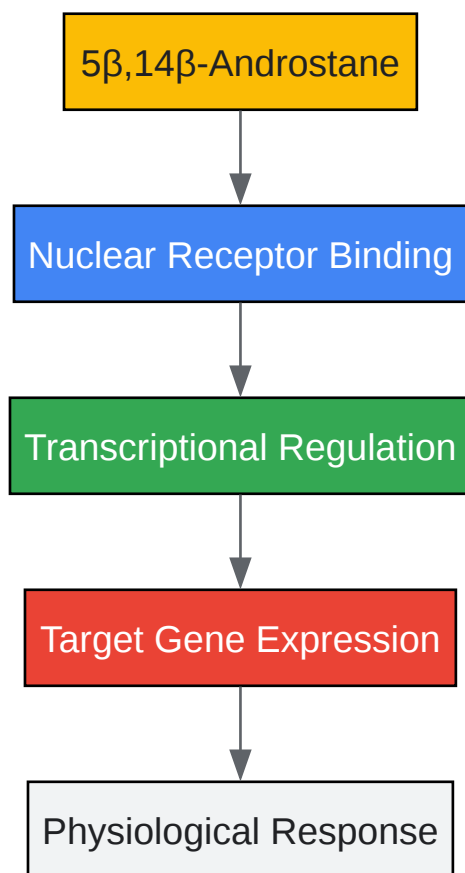 5β,14β-Androstane
Nuclear Receptor Binding
Transcriptional Regulation
Target Gene Expression
Physiological Response